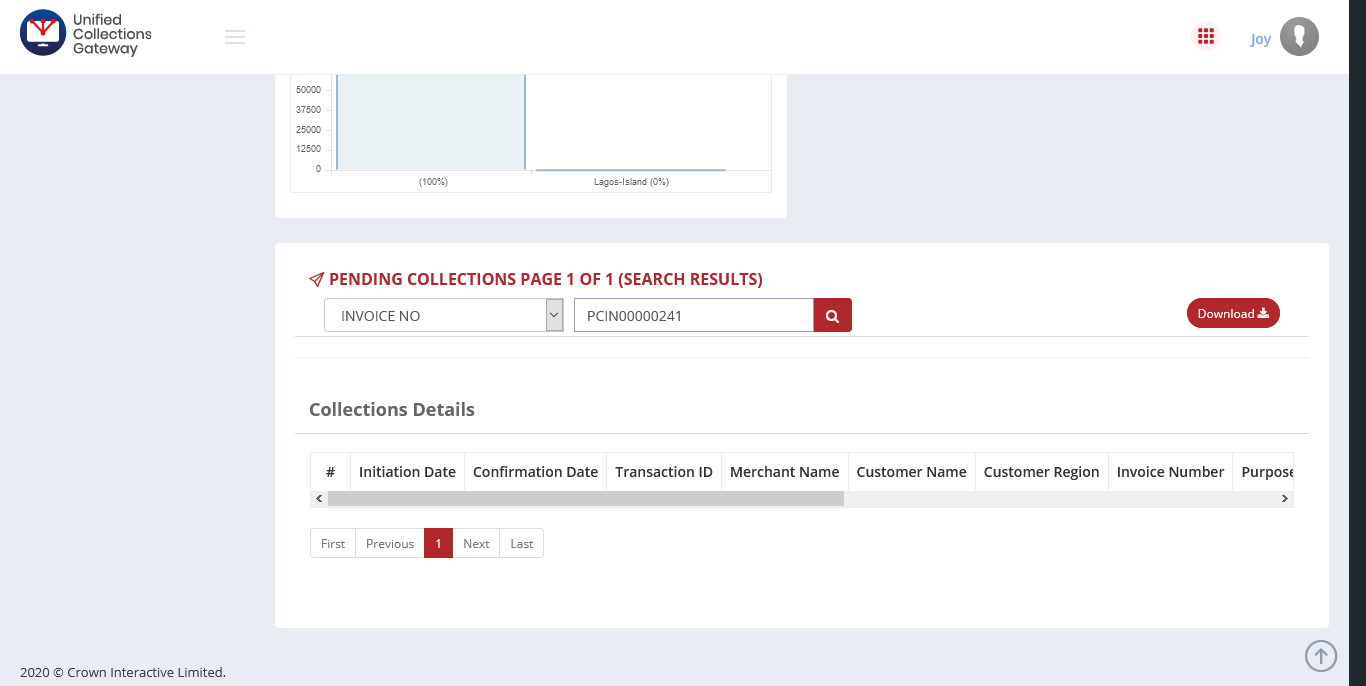 Unified
Collections
Gateway
Joy
50000
37500
25000
12500
0
(100%) Lagos-Island (0%)
PENDING COLLECTIONS PAGE 1 OF 1 (SEARCH RESULTS)
INVOICE NO PCIN00000241 Download
Collections Details
# Initiation Date Confirmation Date Transaction ID Merchant Name Customer Name Customer Region Invoice Number Purpose
First Previous 1 Next Last
2020 © Crown Interactive Limited.